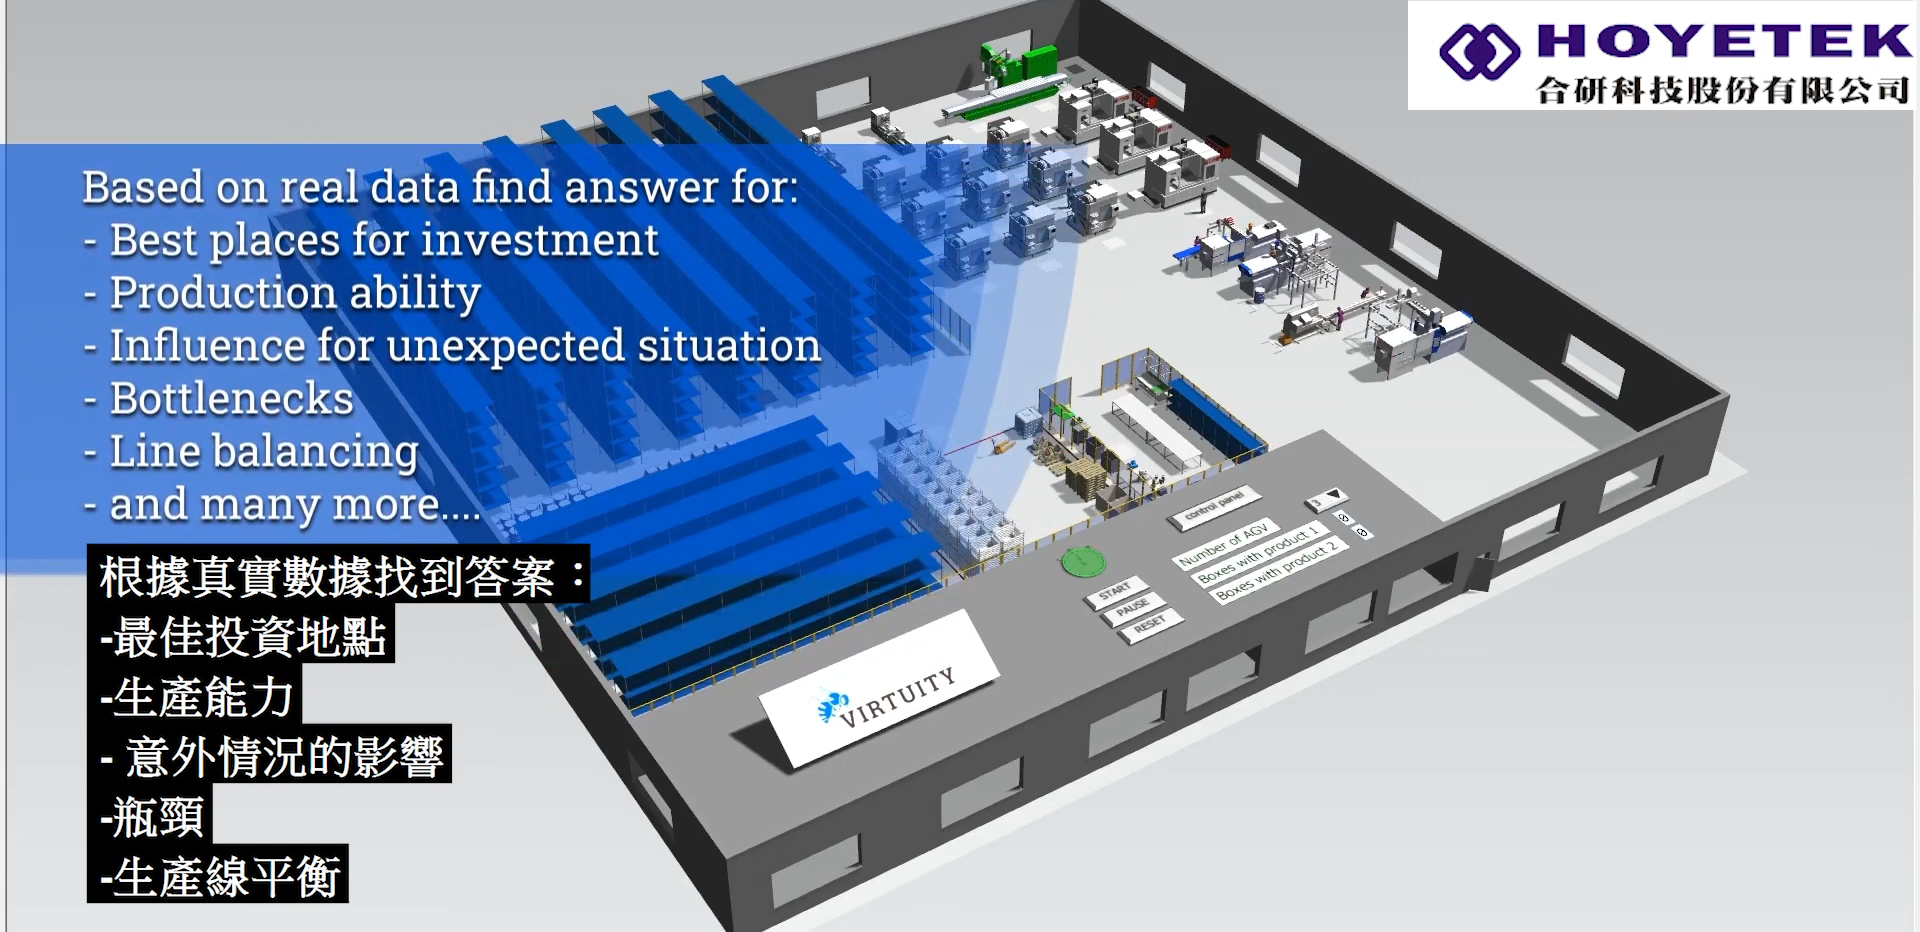 HOYETEK
合研科技股份有限公司
Based on real data find answer for:
- Best places for investment
- Production ability
- Influence for unexpected situation
- Bottlenecks
- Line balancing
- and many more....
根據真實數據找到答案：
-最佳投資地點
-生產能力
- 意外情況的影響
-瓶頸
-生產線平衡
control panel
Number of AGV 3
Boxes with product 1 0
Boxes with product 2 0
START
PAUSE
RESET
VIRTUITY